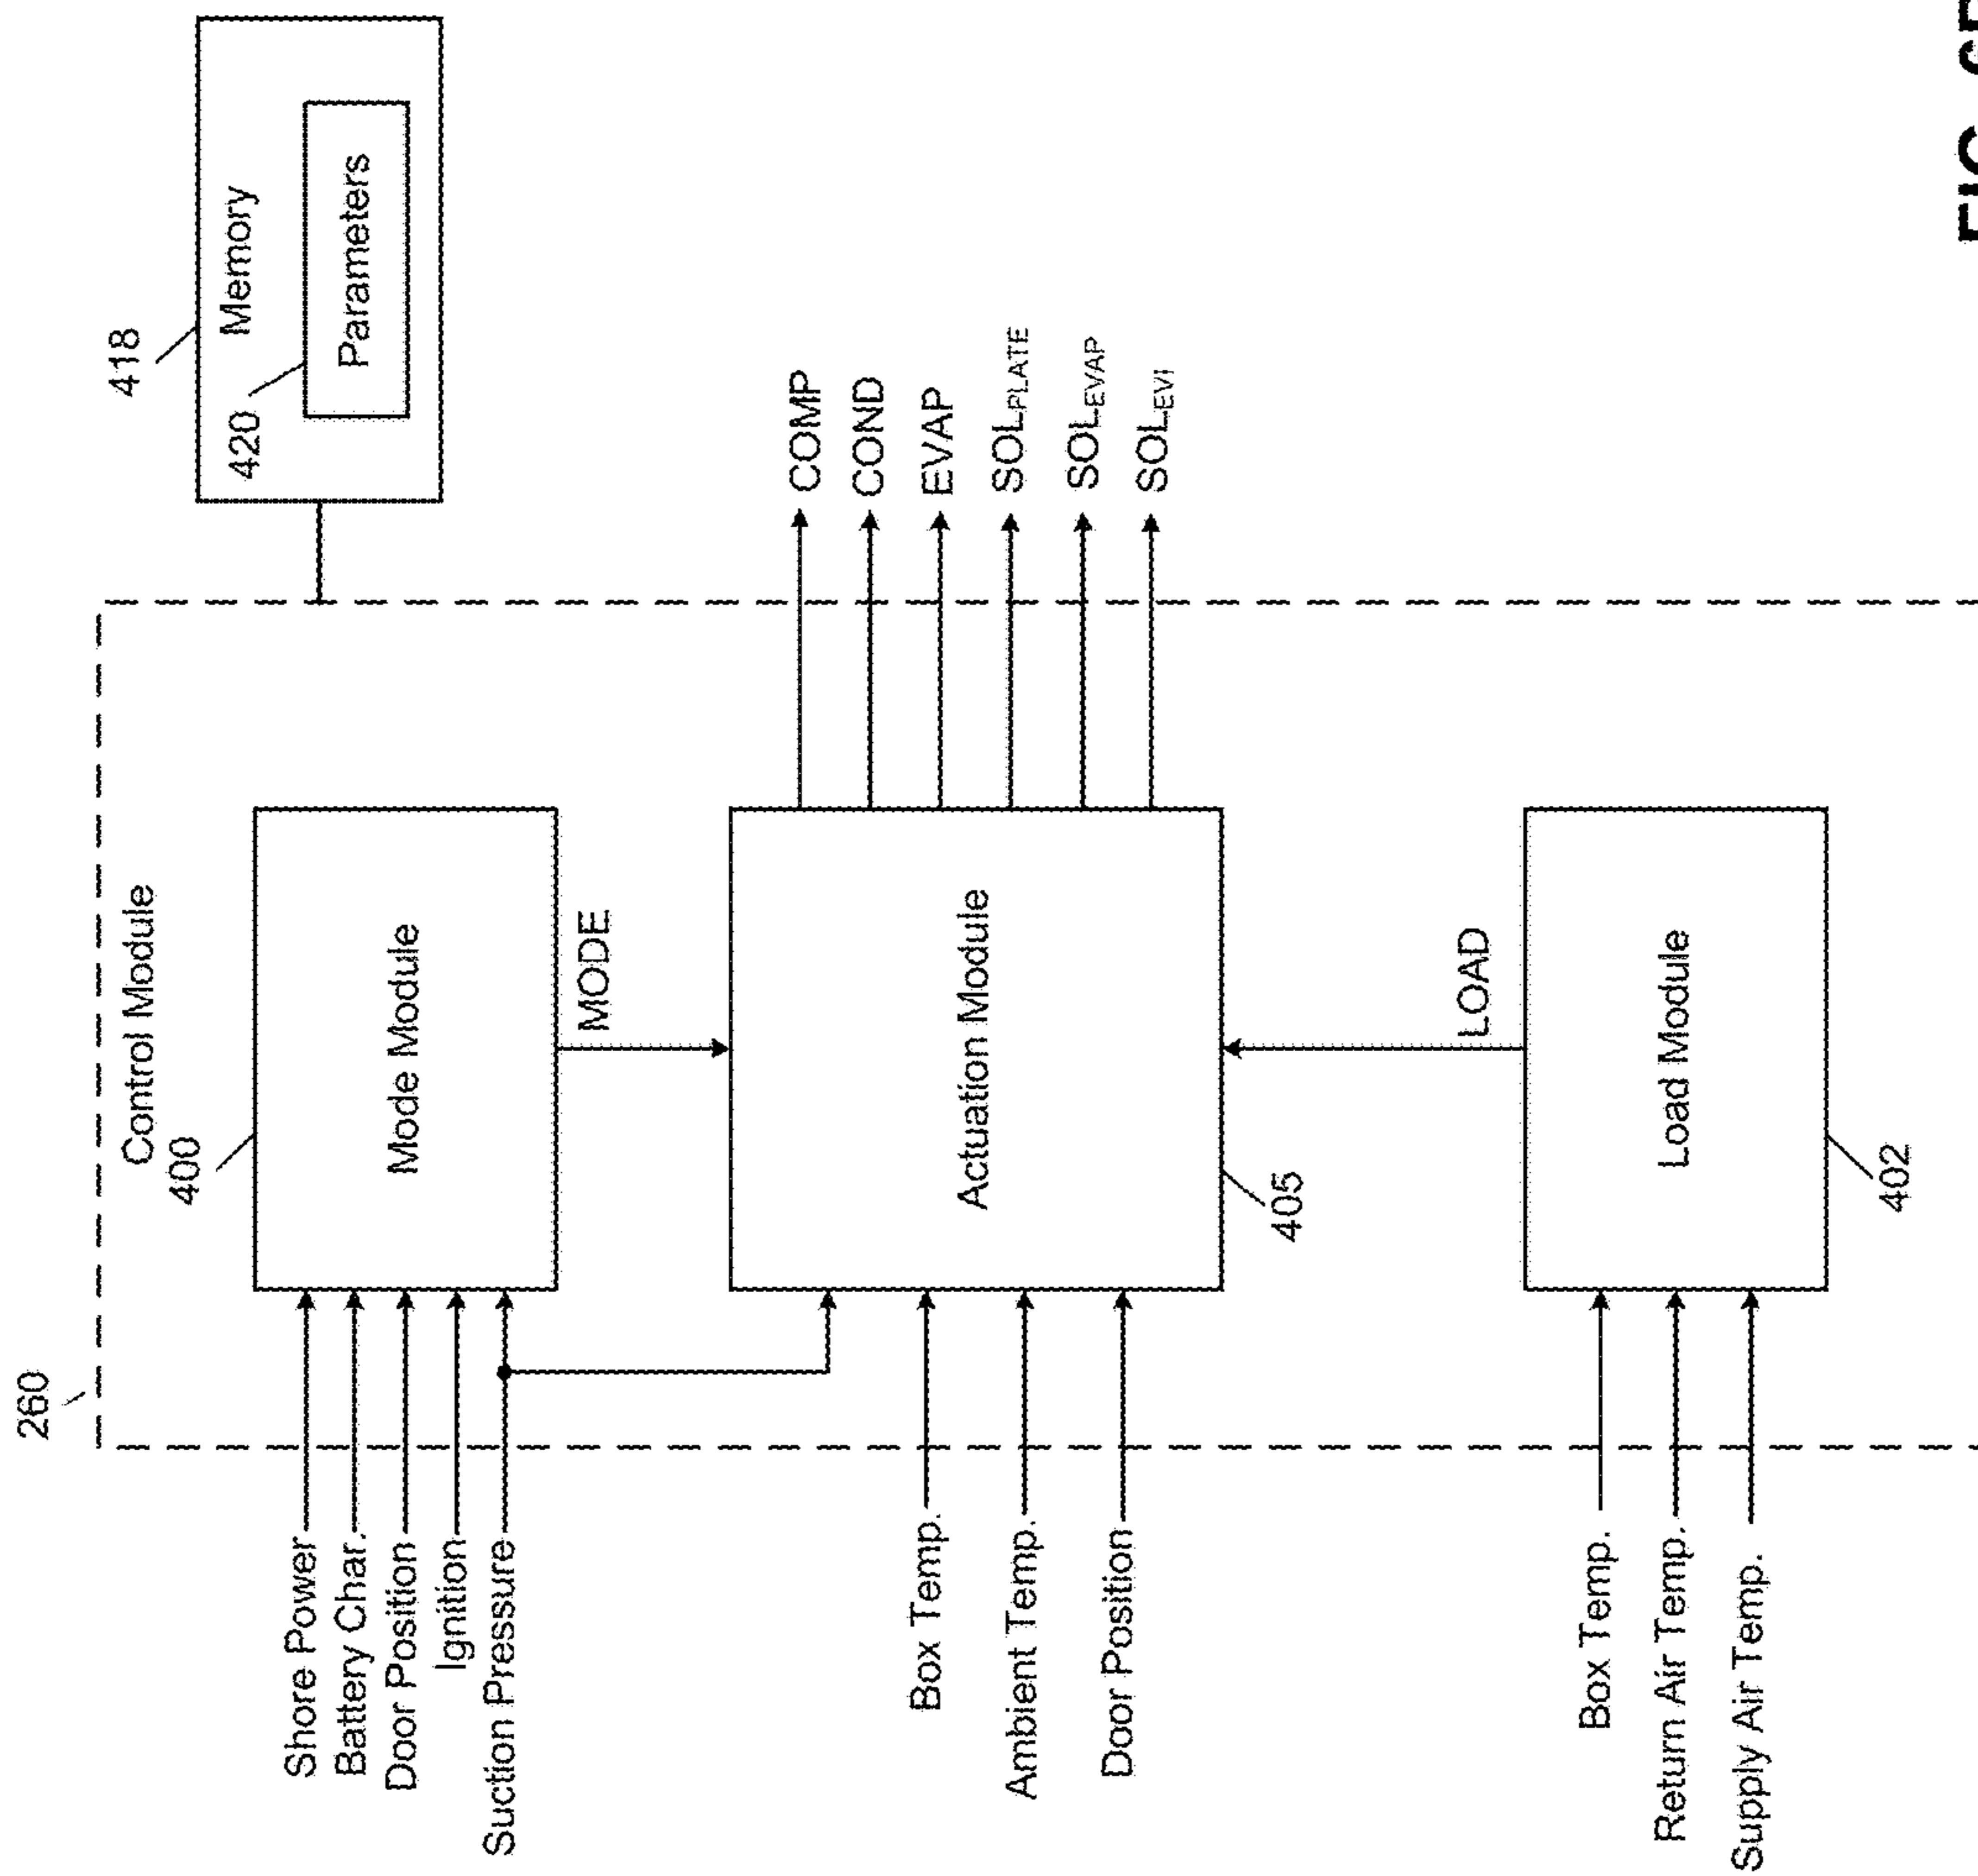 260
Control Module
400
Mode Module
Shore Power
Battery Char.
Door Position
Ignition
Suction Pressure
MODE
Actuation Module
405
Box Temp.
Ambient Temp.
Door Position
COMP
COND
EVAP
SOLPLATE
SOLEVAP
SOLEVI
LOAD
Load Module
402
Box Temp.
Return Air Temp.
Supply Air Temp.
418
Memory
420
Parameters